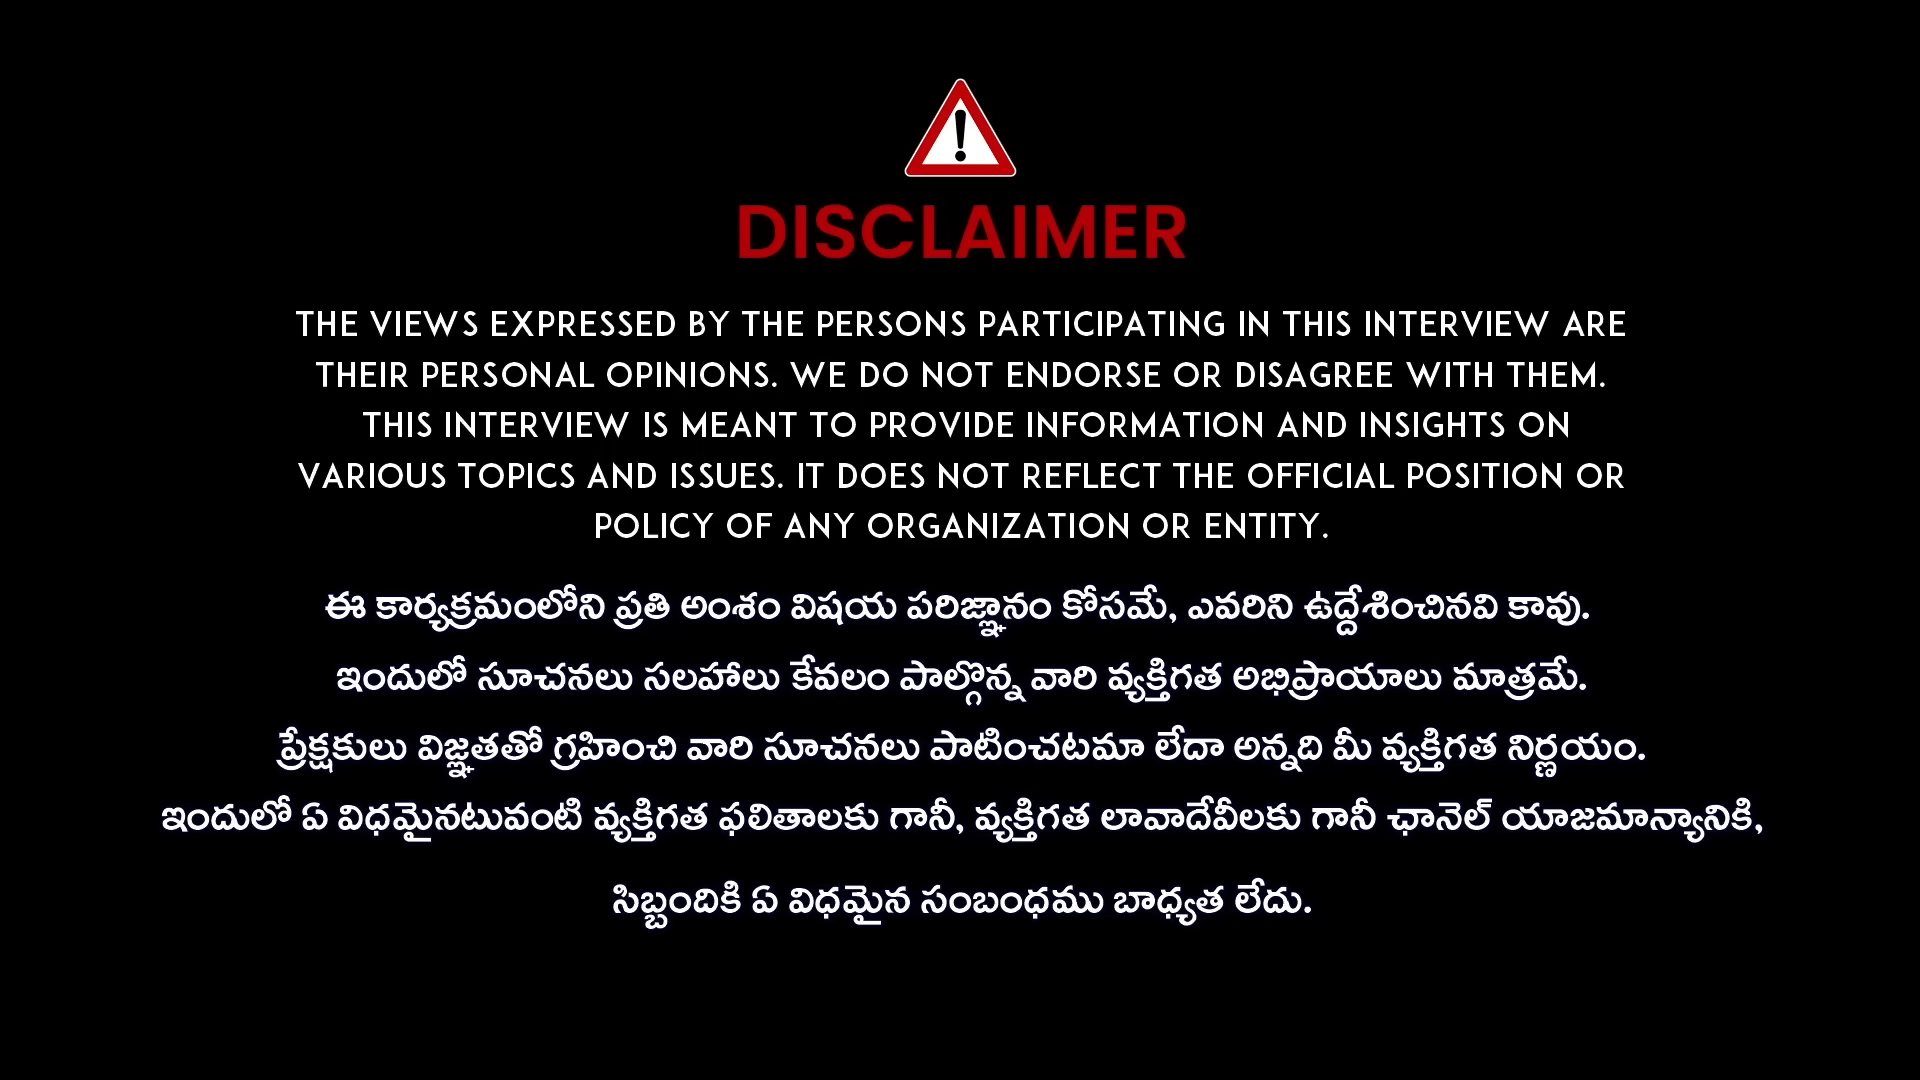 DISCLAIMER
THE VIEWS EXPRESSED BY THE PERSONS PARTICIPATING IN THIS INTERVIEW ARE
THEIR PERSONAL OPINIONS. WE DO NOT ENDORSE OR DISAGREE WITH THEM.
THIS INTERVIEW IS MEANT TO PROVIDE INFORMATION AND INSIGHTS ON
VARIOUS TOPICS AND ISSUES. IT DOES NOT REFLECT THE OFFICIAL POSITION OR
POLICY OF ANY ORGANIZATION OR ENTITY.
ఈ కార్యక్రమంలోని ప్రతి అంశం విషయ పరిజ్ఞానం కోసమే, ఎవరిని ఉద్దేశించినవి కావు.
ఇందులో సూచనలు సలహాలు కేవలం పాల్గొన్న వారి వ్యక్తిగత అభిప్రాయాలు మాత్రమే.
ప్రేక్షకులు విజ్ఞతతో గ్రహించి వారి సూచనలు పాటించటమా లేదా అన్నది మీ వ్యక్తిగత నిర్ణయం.
ఇందులో ఏ విధమైనటువంటి వ్యక్తిగత ఫలితాలకు గానీ, వ్యక్తిగత లావాదేవీలకు గానీ ఛానెల్ యాజమాన్యానికి,
సిబ్బందికి ఏ విధమైన సంబంధము బాధ్యత లేదు.